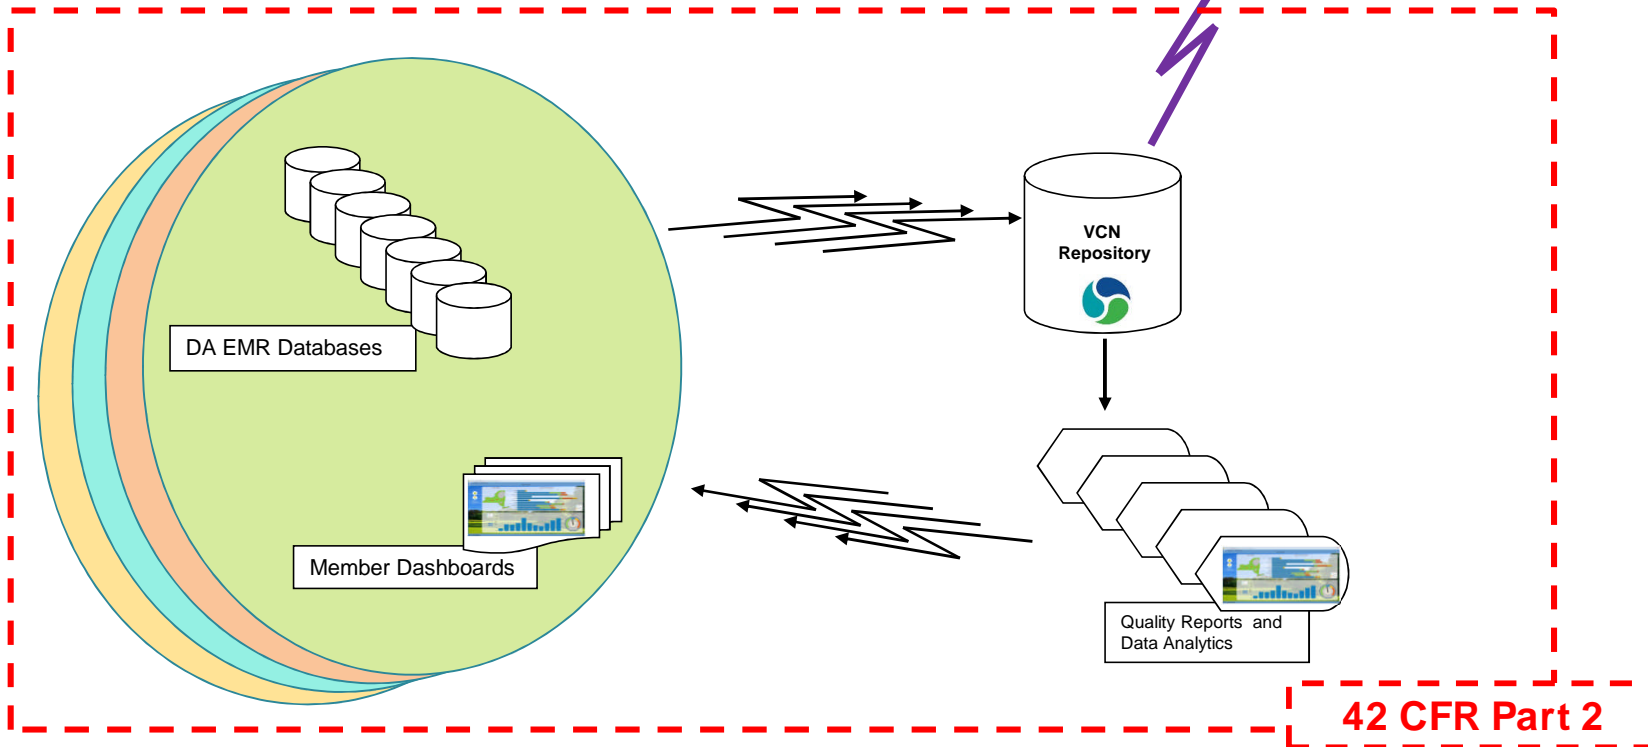 VCN
Repository
DA EMR Databases
Member Dashboards
Quality Reports and
Data Analytics
42 CFR Part 2